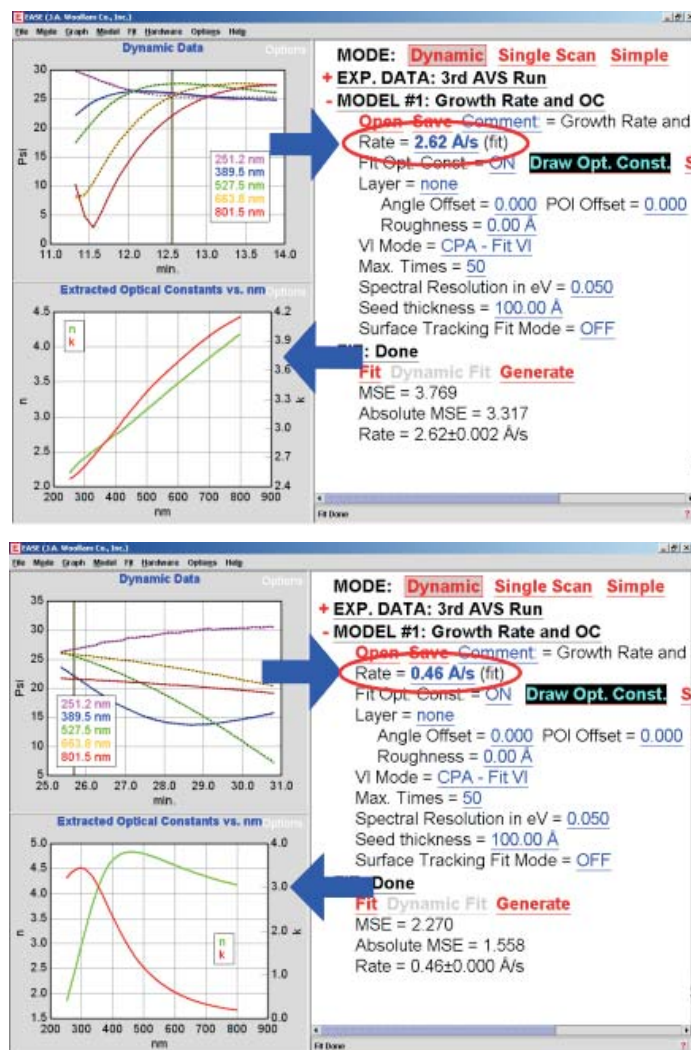 EASE (J.A. Woollam Co., Inc.)
File Mode Graph Model Fit Hardware Options Help
Dynamic Data
Options
30
25
20
15
10
5
0
Psi
251.2 nm
389.5 nm
527.5 nm
663.8 nm
801.5 nm
11.0 11.5 12.0 12.5 13.0 13.5 14.0
min.
Extracted Optical Constants vs. nm
Options
4.5
4.0
3.5
3.0
2.5
2.0
n
n
k
4.2
3.9
3.6
3.3
3.0
2.7
2.4
k
200 300 400 500 600 700 800 900
nm
MODE: Dynamic Single Scan Simple
+ EXP. DATA: 3rd AVS Run
- MODEL #1: Growth Rate and OC
Open Save Comment: = Growth Rate and
Rate = 2.62 Å/s (fit)
Fit Opt. Const. = ON Draw Opt. Const. S
Layer = none
Angle Offset = 0.000 POI Offset = 0.000
Roughness = 0.00 Å
VI Mode = CPA - Fit VI
Max. Times = 50
Spectral Resolution in eV = 0.050
Seed thickness = 100.00 Å
Surface Tracking Fit Mode = OFF
: Done
Fit Dynamic Fit Generate
MSE = 3.769
Absolute MSE = 3.317
Rate = 2.62±0.002 Å/s
Fit Done
?
EASE (J.A. Woollam Co., Inc.)
File Mode Graph Model Fit Hardware Options Help
Dynamic Data
Options
35
30
25
20
15
10
5
Psi
251.2 nm
389.5 nm
527.5 nm
663.8 nm
801.5 nm
25.0 26.0 27.0 28.0 29.0 30.0 31.0
min.
Extracted Optical Constants vs. nm
Options
5.0
4.5
4.0
3.5
3.0
2.5
2.0
1.5
n
n
k
4.0
3.0
2.0
1.0
0.0
k
200 300 400 500 600 700 800 900
nm
MODE: Dynamic Single Scan Simple
+ EXP. DATA: 3rd AVS Run
- MODEL #1: Growth Rate and OC
Open Save Comment: = Growth Rate and
Rate = 0.46 Å/s (fit)
Fit Opt. Const. = ON Draw Opt. Const. S
Layer = none
Angle Offset = 0.000 POI Offset = 0.000
Roughness = 0.00 Å
VI Mode = CPA - Fit VI
Max. Times = 50
Spectral Resolution in eV = 0.050
Seed thickness = 100.00 Å
Surface Tracking Fit Mode = OFF
Done
Fit Dynamic Fit Generate
MSE = 2.270
Absolute MSE = 1.558
Rate = 0.46±0.000 Å/s
Fit Done
?